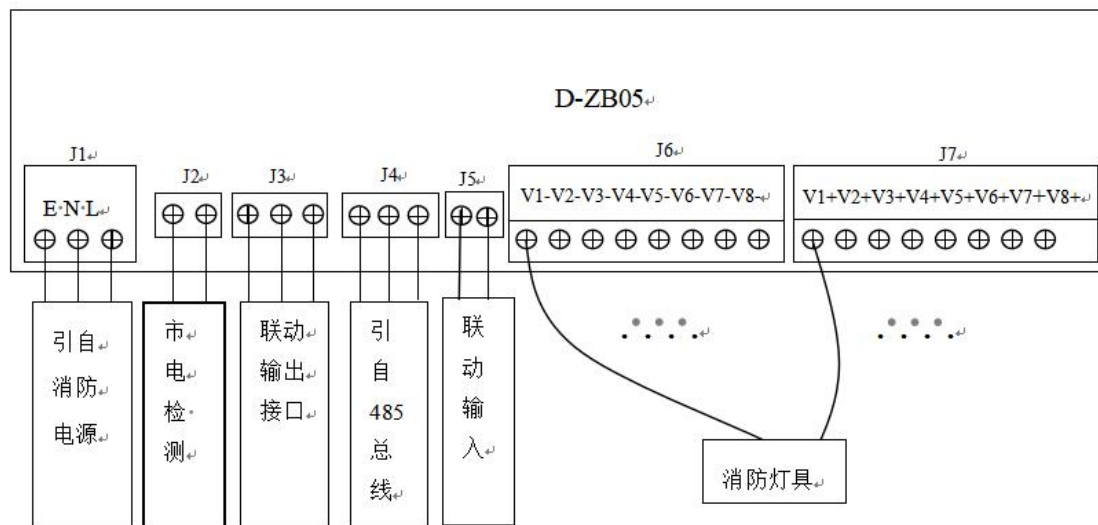 D-ZB05
J1
J2
J3
J4
J5
J6
J7
E·N·L
V1-V2-V3-V4-V5-V6-V7-V8-
V1+V2+V3+V4+V5+V6+V7+V8+
引自
消防
电源
市
电
检·
测
联动
输出
接口
引
自
485
总
线
联
动
输
入
消防灯具